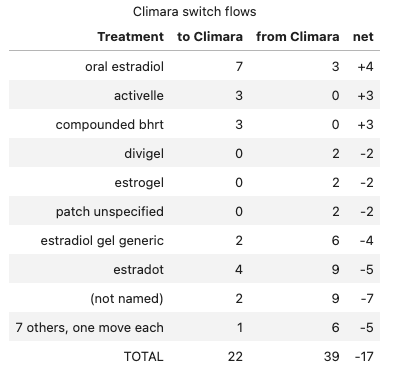 Climara switch flows
Treatment to Climara from Climara net
oral estradiol 7 3 +4
activelle 3 0 +3
compounded bhrt 3 0 +3
divigel 0 2 -2
estrogel 0 2 -2
patch unspecified 0 2 -2
estradiol gel generic 2 6 -4
estradot 4 9 -5
(not named) 2 9 -7
7 others, one move each 1 6 -5
TOTAL 22 39 -17